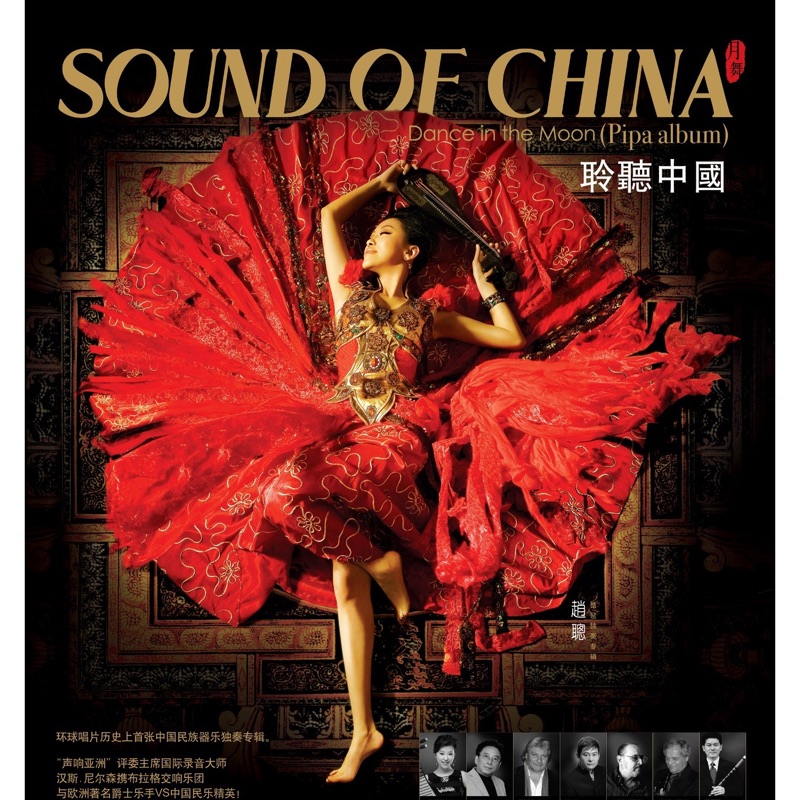 SOUND OF CHINA
月舞
Dance in the Moon (Pipa album)
聆聽中國
趙聰
环球唱片历史上首张中国民族器乐独奏专辑。
“声响亚洲”评委主席国际录音大师
汉斯.尼尔森携布拉格交响乐团
与欧洲著名爵士乐手VS中国民乐精英!